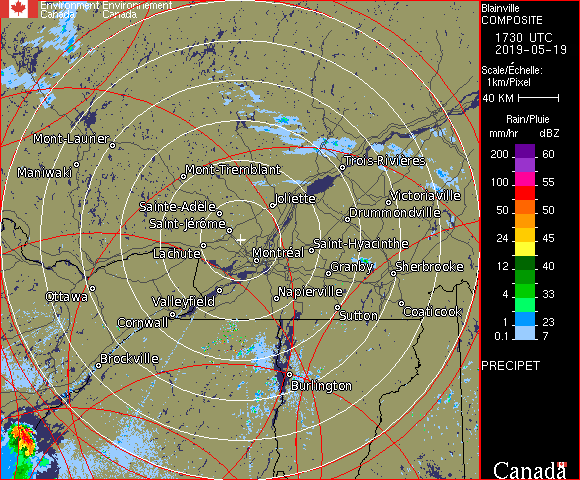 Environment Environnement
Canada Canada
Blainville
COMPOSITE
1730 UTC
2019-05-19
Scale/Échelle:
1km/Pixel
40 KM
Rain/Pluie
mm/hr dBZ
200 60
100 55
50 50
24 45
12 40
4 33
1 23
0.1 7
PRECIPET
Canada
Mont-Laurier
Maniwaki
Mont-Tremblant
Trois-Rivières
Sainte-Adèle
Joliette
Victoriaville
Drummondville
Saint-Jérôme
Lachute
Montréal
Saint-Hyacinthe
Granby
Sherbrooke
Ottawa
Valleyfield
Napierville
Cornwall
Sutton
Coaticook
Brockville
Burlington